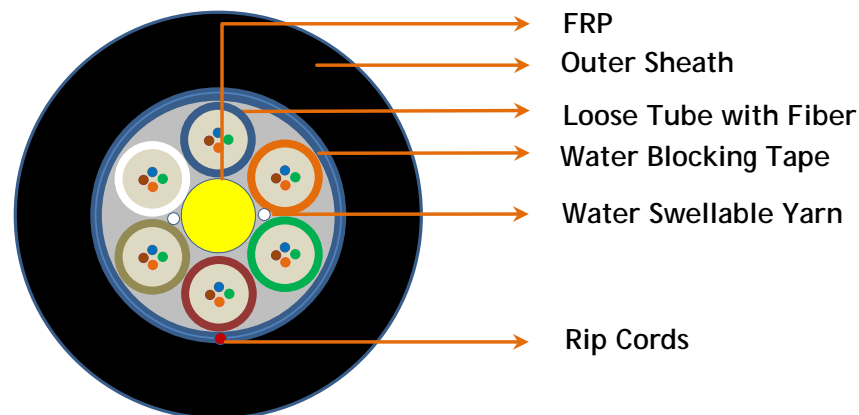 FRP
Outer Sheath
Loose Tube with Fiber
Water Blocking Tape
Water Swellable Yarn
Rip Cords